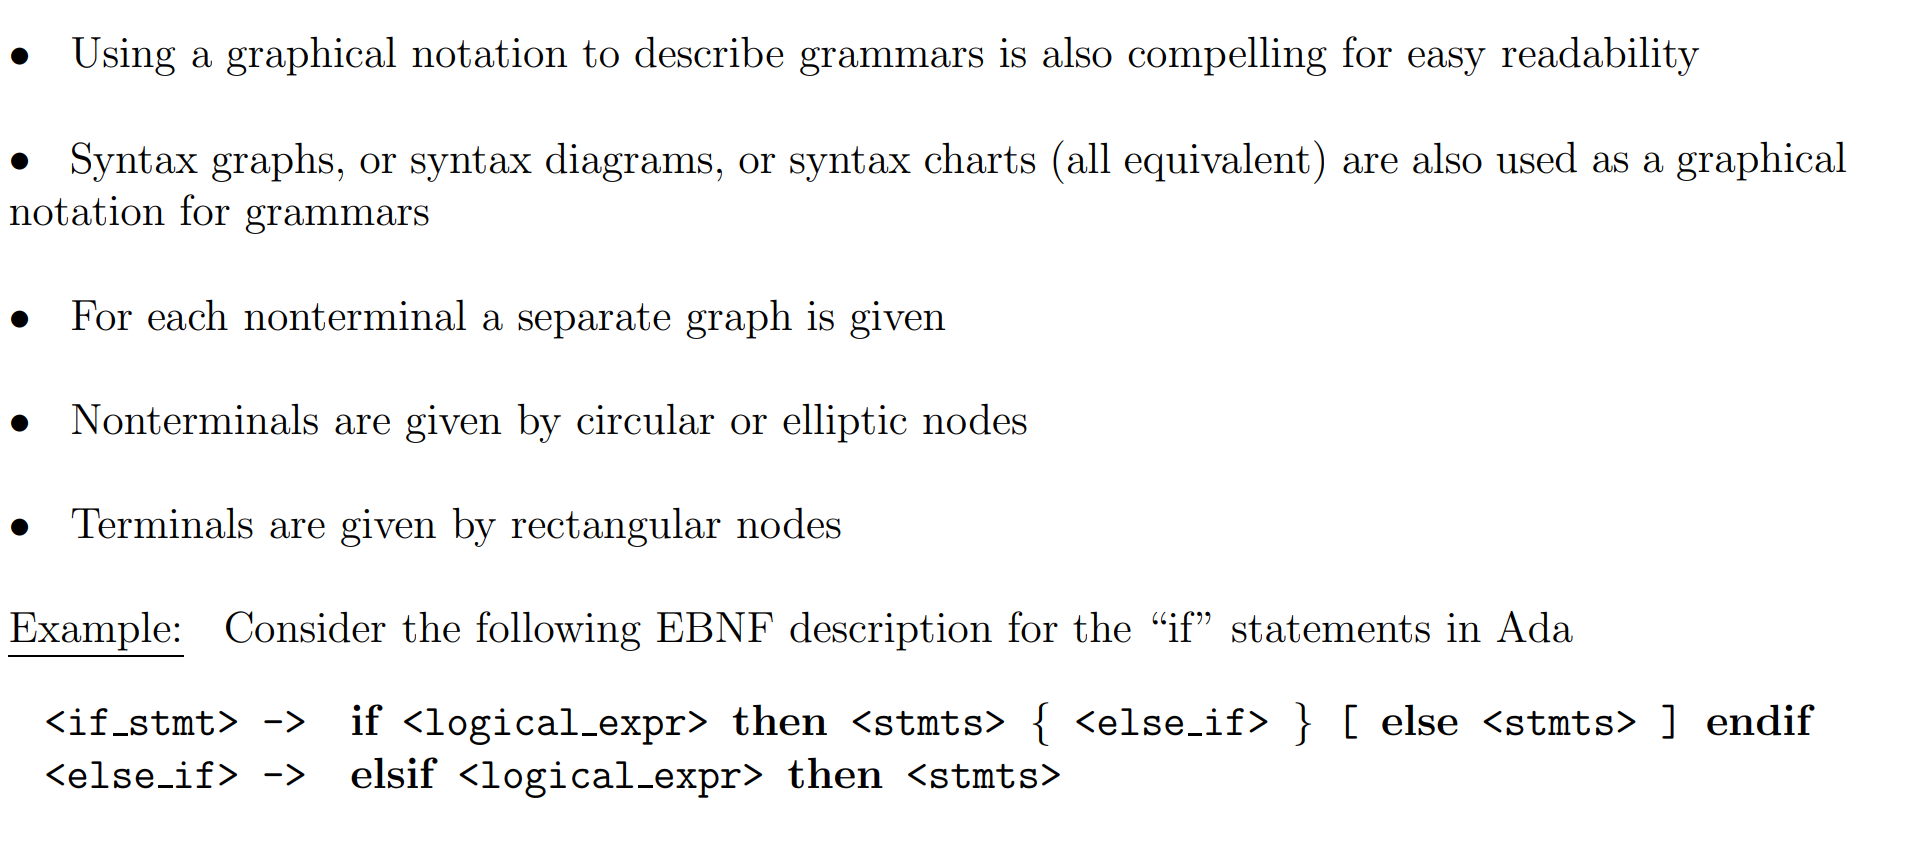 • Using a graphical notation to describe grammars is also compelling for easy readability
• Syntax graphs, or syntax diagrams, or syntax charts (all equivalent) are also used as a graphical
notation for grammars
• For each nonterminal a separate graph is given
• Nonterminals are given by circular or elliptic nodes
• Terminals are given by rectangular nodes
Example: Consider the following EBNF description for the “if” statements in Ada
<if_stmt> -> if <logical_expr> then <stmts> { <else_if> } [ else <stmts> ] endif
<else_if> -> elsif <logical_expr> then <stmts>